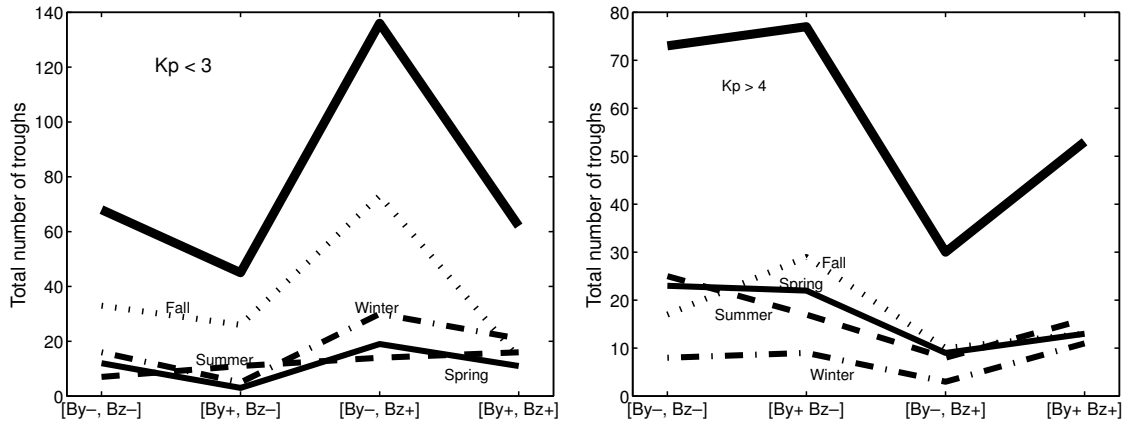 Total number of troughs
140
120
100
80
60
40
20
0
Kp < 3
Fall
Winter
Summer
Spring
[By−, Bz−] [By+, Bz−] [By−, Bz+] [By+, Bz+]
Total number of troughs
80
70
60
50
40
30
20
10
0
Kp > 4
Fall
Spring
Summer
Winter
[By−, Bz−] [By+ Bz−] [By−, Bz+] [By+ Bz+]